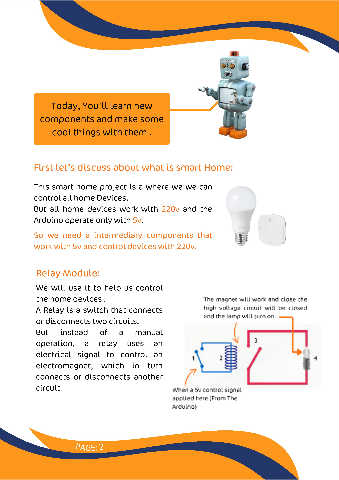 Today, You'll learn new
components and make some
cool things with them .
First let's discuss about what is smart Home:
This smart home project is a where we we can
control all home Devices.
But all home devices work with 220v and the
Arduino operate only with 5v.
So we need a intermediary components that
work with 5v and control devices with 220v.
Relay Module:
We will use it to help us control
the home devices .
A Relay is a switch that connects
or disconnects two circuits.
But instead of a manual
operation, a relay uses an
electrical signal to control an
electromagnet, which in turn
connects or disconnects another
circuit.
The magnet will work and close the
high voltage circuit will be closed
and the lamp will turn on
1
2
3
4
When a 5v control signal
applied here (From The
Arduino)
PAGE: 2